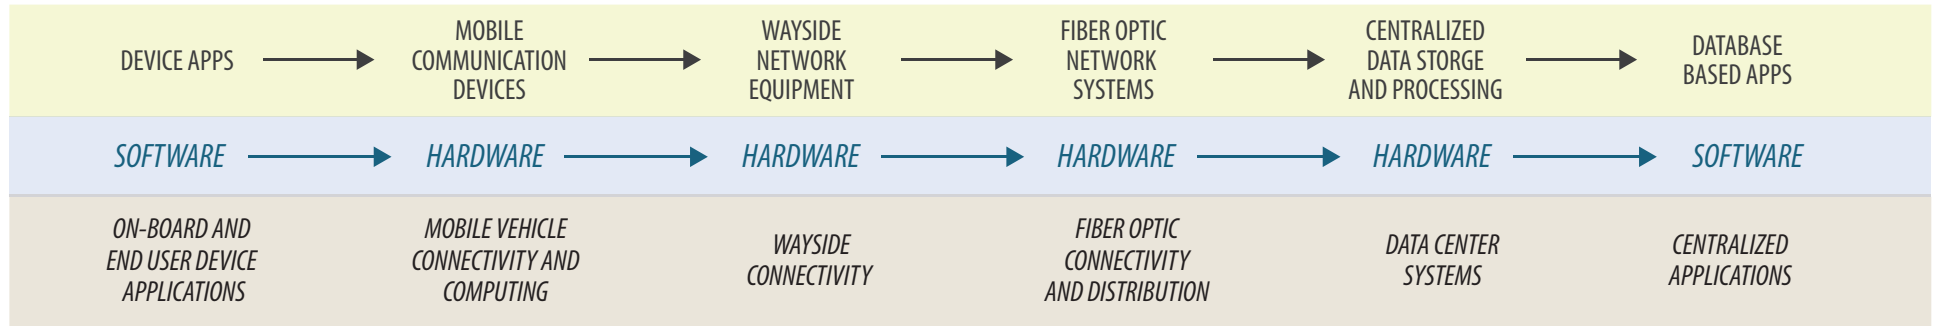 DEVICE APPS
MOBILE
COMMUNICATION
DEVICES
WAYSIDE
NETWORK
EQUIPMENT
FIBER OPTIC
NETWORK
SYSTEMS
CENTRALIZED
DATA STORGE
AND PROCESSING
DATABASE
BASED APPS
SOFTWARE
HARDWARE
HARDWARE
HARDWARE
HARDWARE
SOFTWARE
ON-BOARD AND
END USER DEVICE
APPLICATIONS
MOBILE VEHICLE
CONNECTIVITY AND
COMPUTING
WAYSIDE
CONNECTIVITY
FIBER OPTIC
CONNECTIVITY
AND DISTRIBUTION
DATA CENTER
SYSTEMS
CENTRALIZED
APPLICATIONS